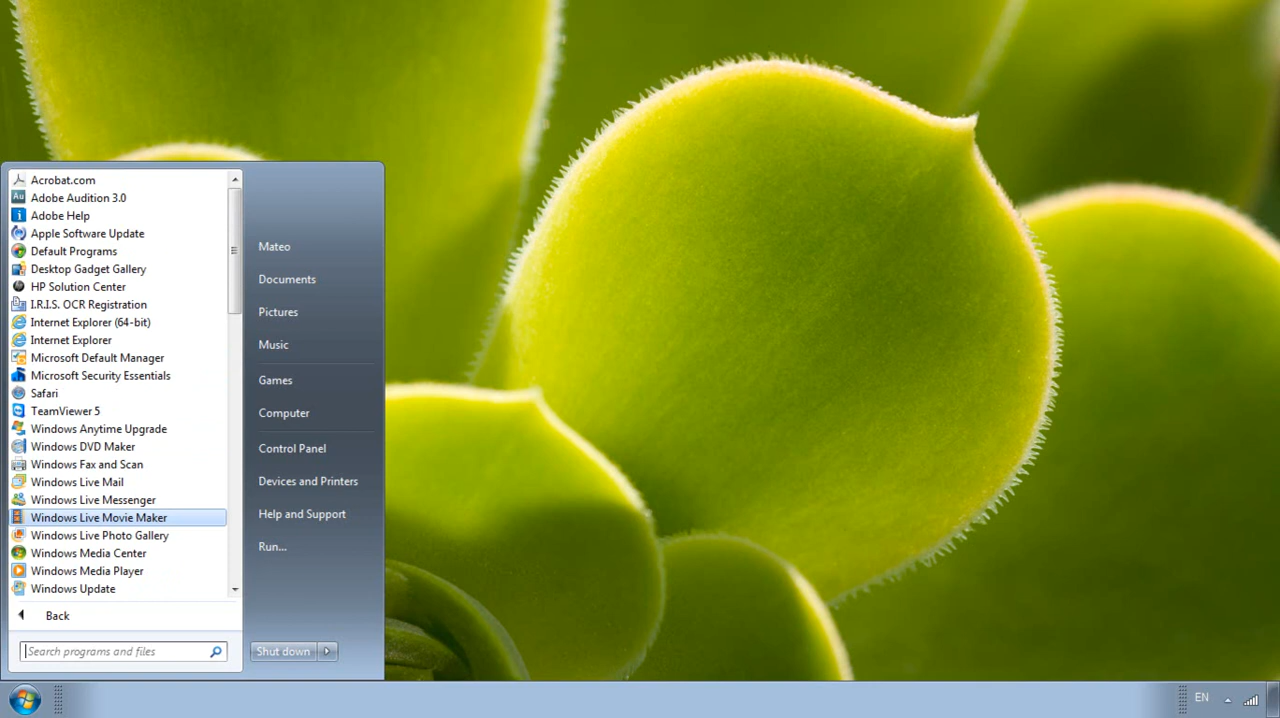 Acrobat.com
Au Adobe Audition 3.0
Adobe Help
Apple Software Update
Default Programs
Desktop Gadget Gallery
HP Solution Center
I.R.I.S. OCR Registration
Internet Explorer (64-bit)
Internet Explorer
Microsoft Default Manager
Microsoft Security Essentials
Safari
TeamViewer 5
Windows Anytime Upgrade
Windows DVD Maker
Windows Fax and Scan
Windows Live Mail
Windows Live Messenger
Windows Live Movie Maker
Windows Live Photo Gallery
Windows Media Center
Windows Media Player
Windows Update
Back
Search programs and files
Mateo
Documents
Pictures
Music
Games
Computer
Control Panel
Devices and Printers
Help and Support
Run...
Shut down
EN